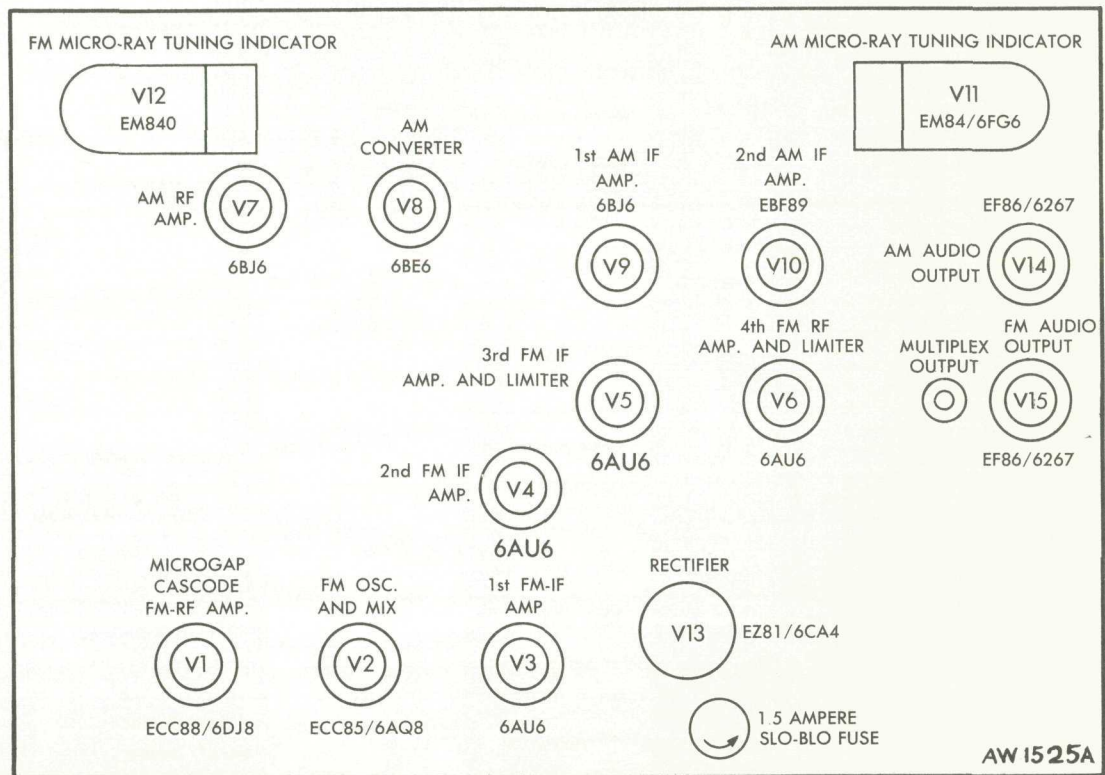 FM MICRO-RAY TUNING INDICATOR
V12
EM840
AM MICRO-RAY TUNING INDICATOR
V11
EM84/6FG6
AM RF
AMP.
V7
6BJ6
AM
CONVERTER
V8
6BE6
1st AM IF
AMP.
6BJ6
V9
2nd AM IF
AMP.
EBF89
V10
EF86/6267
AM AUDIO
OUTPUT
V14
3rd FM IF
AMP. AND LIMITER
V5
6AU6
4th FM RF
AMP. AND LIMITER
V6
6AU6
MULTIPLEX
OUTPUT
FM AUDIO
OUTPUT
V15
EF86/6267
2nd FM IF
AMP.
V4
6AU6
MICROGAP
CASCODE
FM-RF AMP.
V1
ECC88/6DJ8
FM OSC.
AND MIX
V2
ECC85/6AQ8
1st FM-IF
AMP
V3
6AU6
RECTIFIER
V13
EZ81/6CA4
1.5 AMPERE
SLO-BLO FUSE
AW1525A